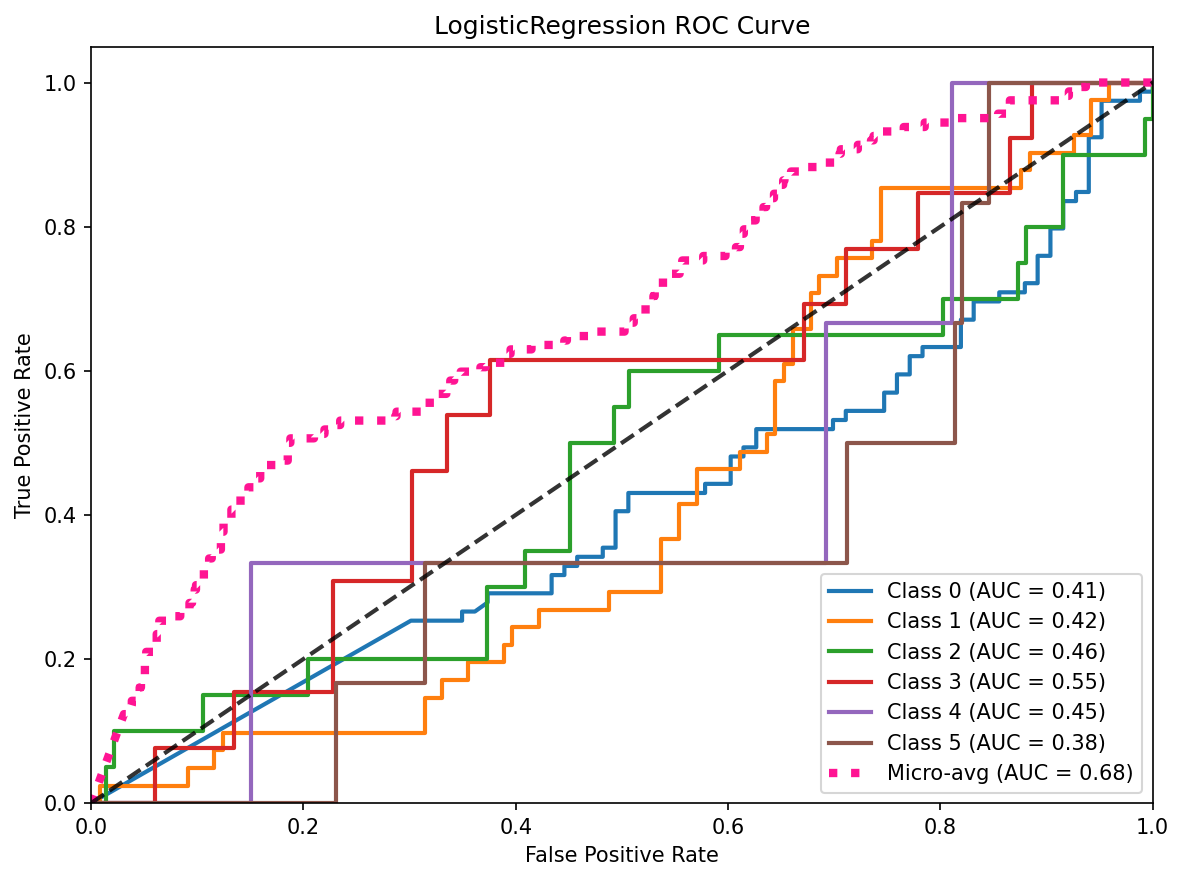 LogisticRegression ROC Curve
True Positive Rate
1.0
0.8
0.6
0.4
0.2
0.0
0.0 0.2 0.4 0.6 0.8 1.0
False Positive Rate
Class 0 (AUC = 0.41)
Class 1 (AUC = 0.42)
Class 2 (AUC = 0.46)
Class 3 (AUC = 0.55)
Class 4 (AUC = 0.45)
Class 5 (AUC = 0.38)
Micro-avg (AUC = 0.68)